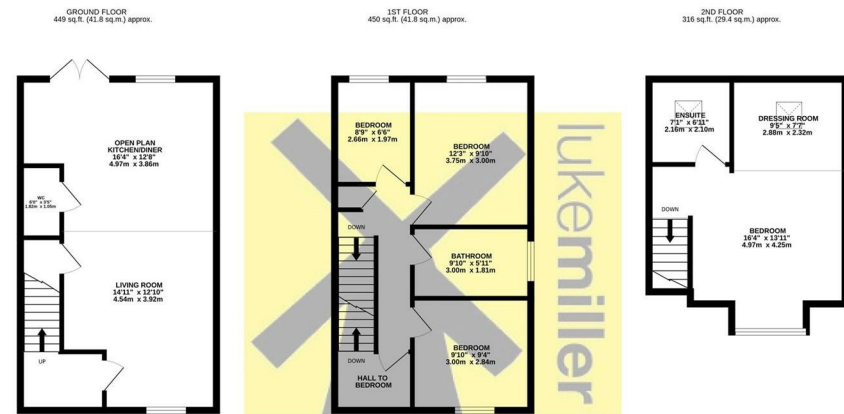 GROUND FLOOR
449 sq.ft. (41.8 sq.m.) approx.
OPEN PLAN
KITCHEN/DINER
16'4" x 12'8"
4.97m x 3.86m
WC
LIVING ROOM
14'11" x 12'10"
4.54m x 3.92m
UP
1ST FLOOR
450 sq.ft. (41.8 sq.m.) approx.
BEDROOM
8'9" x 6'6"
2.66m x 1.97m
BEDROOM
12'3" x 9'10"
3.75m x 3.00m
DOWN
BATHROOM
9'10" x 5'11"
3.00m x 1.81m
BEDROOM
9'10" x 9'4"
3.00m x 2.84m
DOWN
HALL TO
BEDROOM
lukemiller
2ND FLOOR
316 sq.ft. (29.4 sq.m.) approx.
ENSUITE
7'1" x 6'11"
2.16m x 2.10m
DRESSING ROOM
9'5" x 7'7"
2.88m x 2.32m
DOWN
BEDROOM
16'4" x 13'11"
4.97m x 4.25m